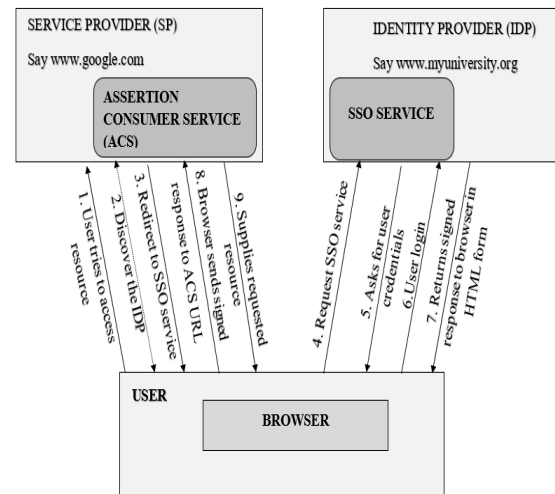 SERVICE PROVIDER (SP)
Say www.google.com
ASSERTION
CONSUMER SERVICE
(ACS)
IDENTITY PROVIDER (IDP)
Say www.myuniversity.org
SSO SERVICE
1. User tries to access
resource
2. Discover the IDP
3. Redirect to SSO service
8. Browser sends signed
response to ACS URL
9. Supplies requested
resource
4. Request SSO service
5. Asks for user
credentials
6.User login
7. Returns signed
response to browser in
HTML form
USER
BROWSER